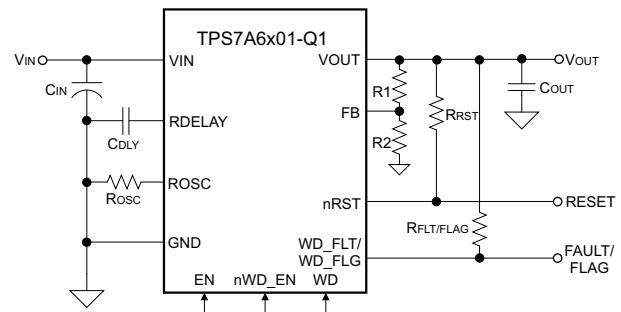 TPS7A6x01-Q1
VIN
VIN
VOUT
VOUT
CIN
R1
COUT
FB
RRST
RDELAY
CDLY
R2
ROSC
ROSC
nRST
RESET
RFLT/FLAG
GND
WD_FLT/
WD_FLG
FAULT/
FLAG
EN
nWD_EN
WD